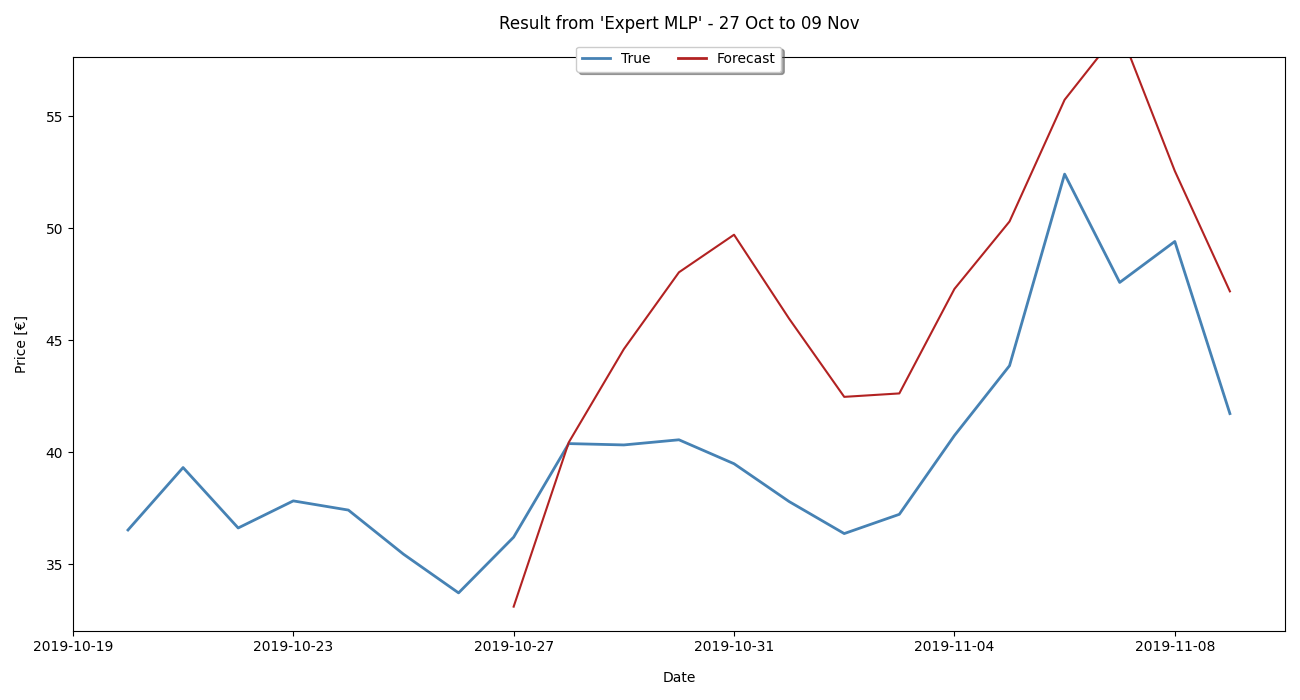 Result from 'Expert MLP' - 27 Oct to 09 Nov
True Forecast
55
50
45
40
35
Price [€]
2019-10-19 2019-10-23 2019-10-27 2019-10-31 2019-11-04 2019-11-08
Date